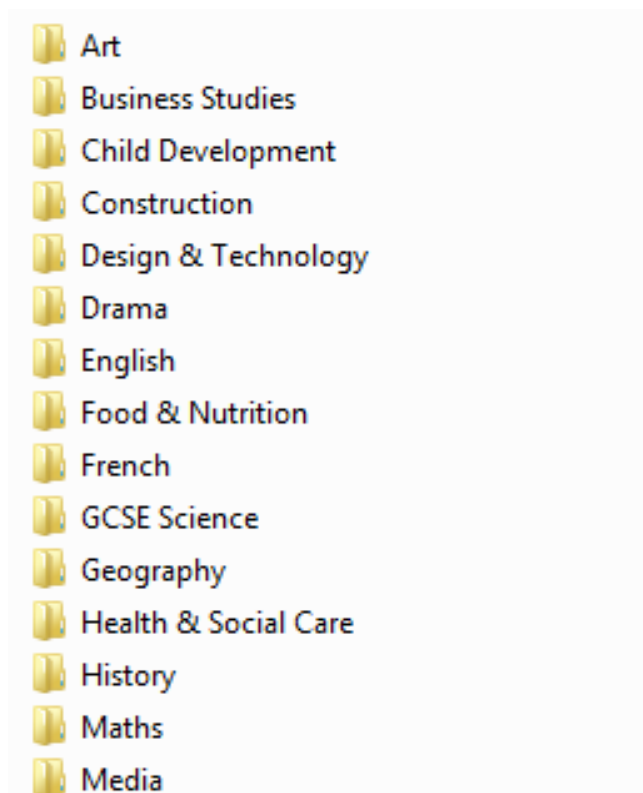 Art
Business Studies
Child Development
Construction
Design & Technology
Drama
English
Food & Nutrition
French
GCSE Science
Geography
Health & Social Care
History
Maths
Media